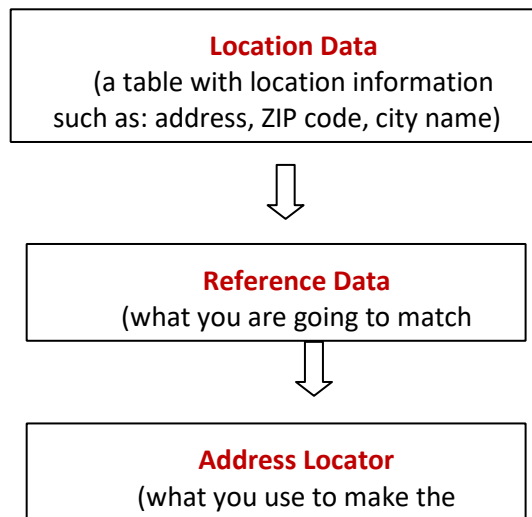 Location Data
(a table with location information
such as: address, ZIP code, city name)
Reference Data
(what you are going to match
Address Locator
(what you use to make the